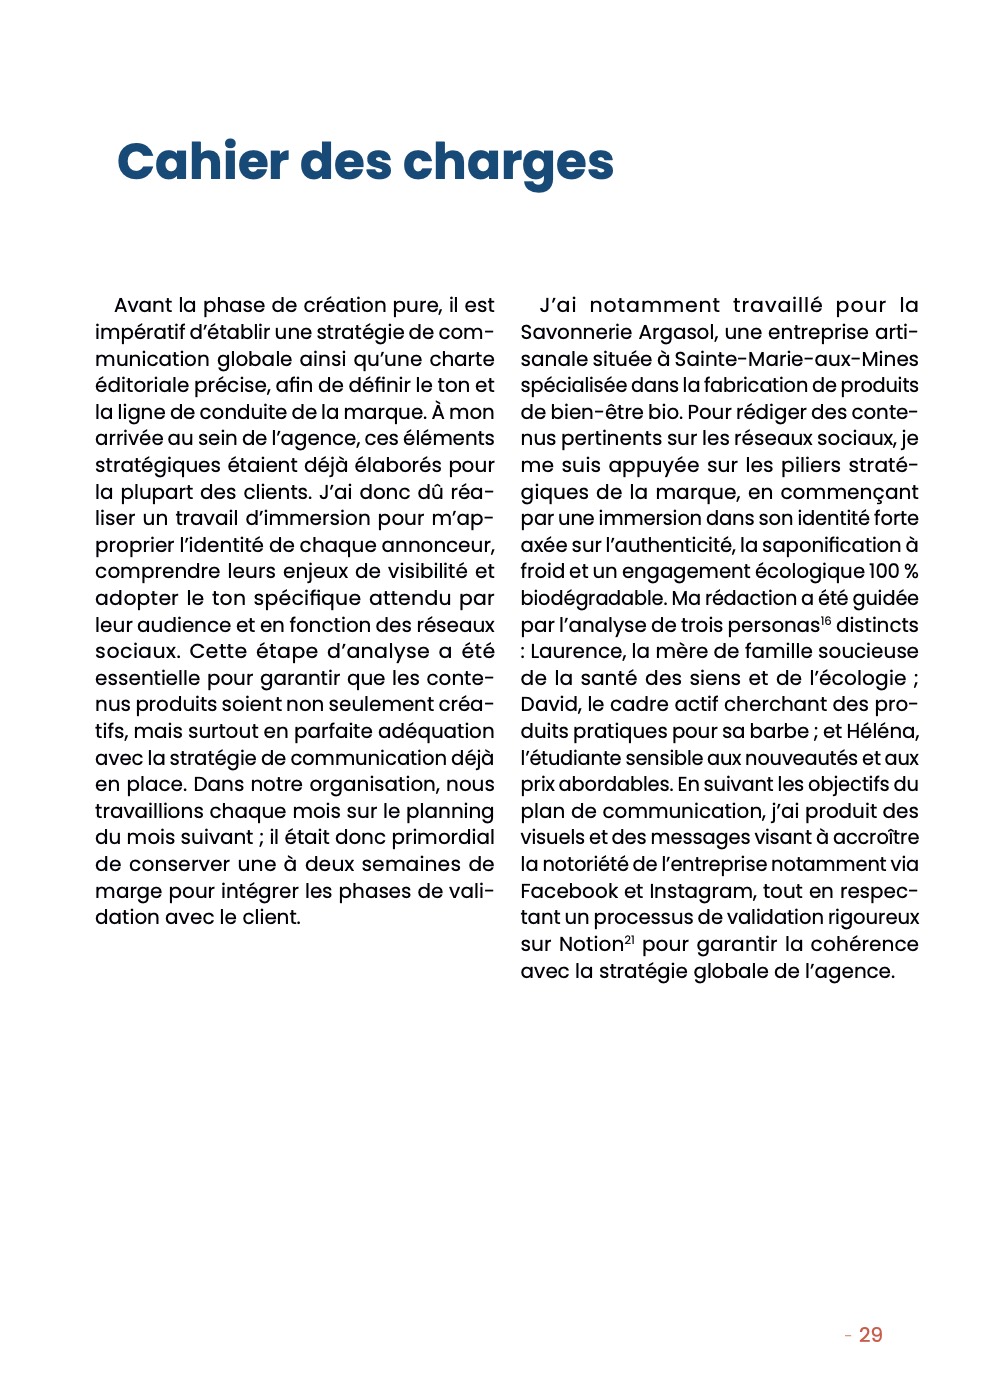 Cahier des charges
Avant la phase de création pure, il est
impératif d’établir une stratégie de com-
munication globale ainsi qu’une charte
éditoriale précise, afin de définir le ton et
la ligne de conduite de la marque. À mon
arrivée au sein de l’agence, ces éléments
stratégiques étaient déjà élaborés pour
la plupart des clients. J’ai donc dû réa-
liser un travail d’immersion pour m’ap-
proprier l’identité de chaque annonceur,
comprendre leurs enjeux de visibilité et
adopter le ton spécifique attendu par
leur audience et en fonction des réseaux
sociaux. Cette étape d’analyse a été
essentielle pour garantir que les conte-
nus produits soient non seulement créa-
tifs, mais surtout en parfaite adéquation
avec la stratégie de communication déjà
en place. Dans notre organisation, nous
travaillions chaque mois sur le planning
du mois suivant ; il était donc primordial
de conserver une à deux semaines de
marge pour intégrer les phases de vali-
dation avec le client.
J’ai notamment travaillé pour la
Savonnerie Argasol, une entreprise arti-
sanale située à Sainte-Marie-aux-Mines
spécialisée dans la fabrication de produits
de bien-être bio. Pour rédiger des conte-
nus pertinents sur les réseaux sociaux, je
me suis appuyée sur les piliers straté-
giques de la marque, en commençant
par une immersion dans son identité forte
axée sur l’authenticité, la saponification à
froid et un engagement écologique 100 %
biodégradable. Ma rédaction a été guidée
par l’analyse de trois personas¹⁶ distincts
: Laurence, la mère de famille soucieuse
de la santé des siens et de l’écologie ;
David, le cadre actif cherchant des pro-
duits pratiques pour sa barbe ; et Héléna,
l’étudiante sensible aux nouveautés et aux
prix abordables. En suivant les objectifs du
plan de communication, j’ai produit des
visuels et des messages visant à accroître
la notoriété de l’entreprise notamment via
Facebook et Instagram, tout en respec-
tant un processus de validation rigoureux
sur Notion²¹ pour garantir la cohérence
avec la stratégie globale de l’agence.
- 29